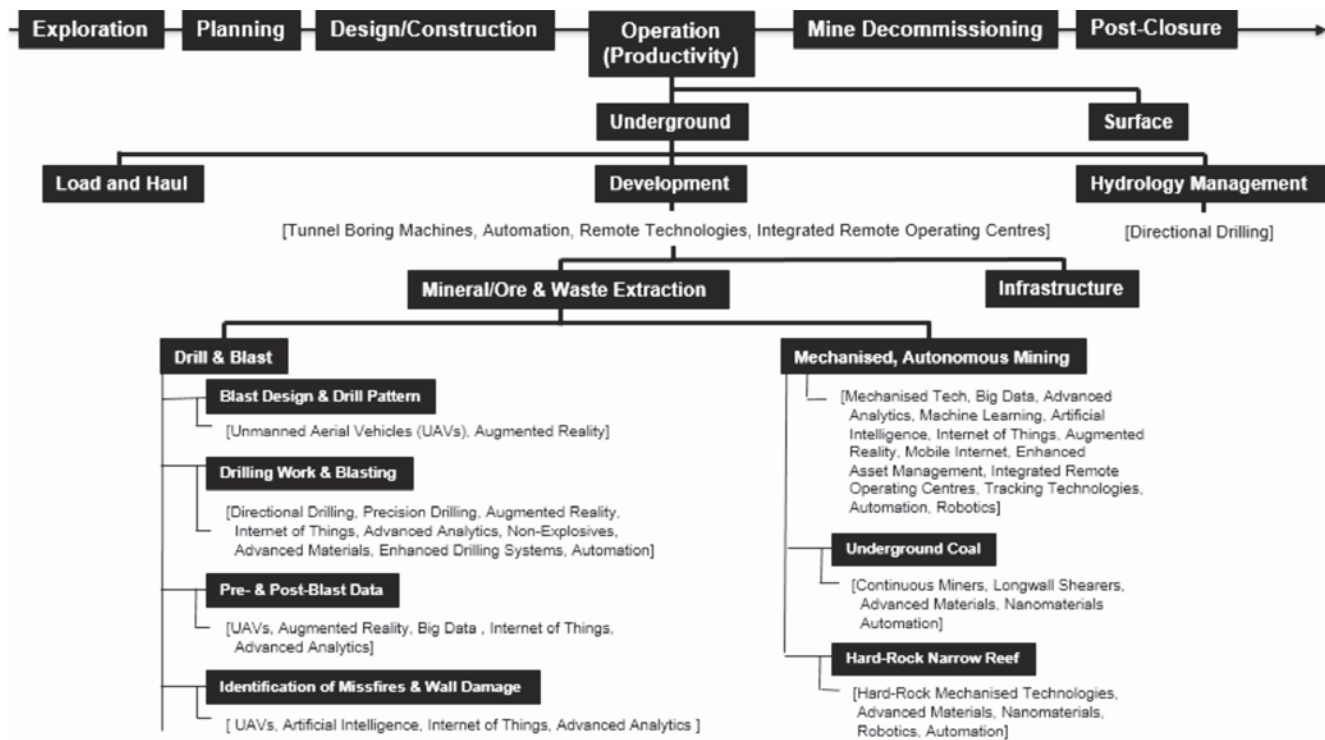 Exploration
Planning
Design/Construction
Operation
(Productivity)
Mine Decommissioning
Post-Closure
Underground
Surface
Load and Haul
Development
Hydrology Management
[Tunnel Boring Machines, Automation, Remote Technologies, Integrated Remote Operating Centres]
[Directional Drilling]
Mineral/Ore & Waste Extraction
Infrastructure
Drill & Blast
Blast Design & Drill Pattern
[Unmanned Aerial Vehicles (UAVs), Augmented Reality]
Drilling Work & Blasting
[Directional Drilling, Precision Drilling, Augmented Reality,
Internet of Things, Advanced Analytics, Non-Explosives,
Advanced Materials, Enhanced Drilling Systems, Automation]
Pre- & Post-Blast Data
[UAVs, Augmented Reality, Big Data , Internet of Things,
Advanced Analytics]
Identification of Missfires & Wall Damage
[ UAVs, Artificial Intelligence, Internet of Things, Advanced Analytics ]
Mechanised, Autonomous Mining
[Mechanised Tech, Big Data, Advanced
Analytics, Machine Learning, Artificial
Intelligence, Internet of Things, Augmented
Reality, Mobile Internet, Enhanced
Asset Management, Integrated Remote
Operating Centres, Tracking Technologies,
Automation, Robotics]
Underground Coal
[Continuous Miners, Longwall Shearers,
Advanced Materials, Nanomaterials
Automation]
Hard-Rock Narrow Reef
[Hard-Rock Mechanised Technologies,
Advanced Materials, Nanomaterials,
Robotics, Automation]